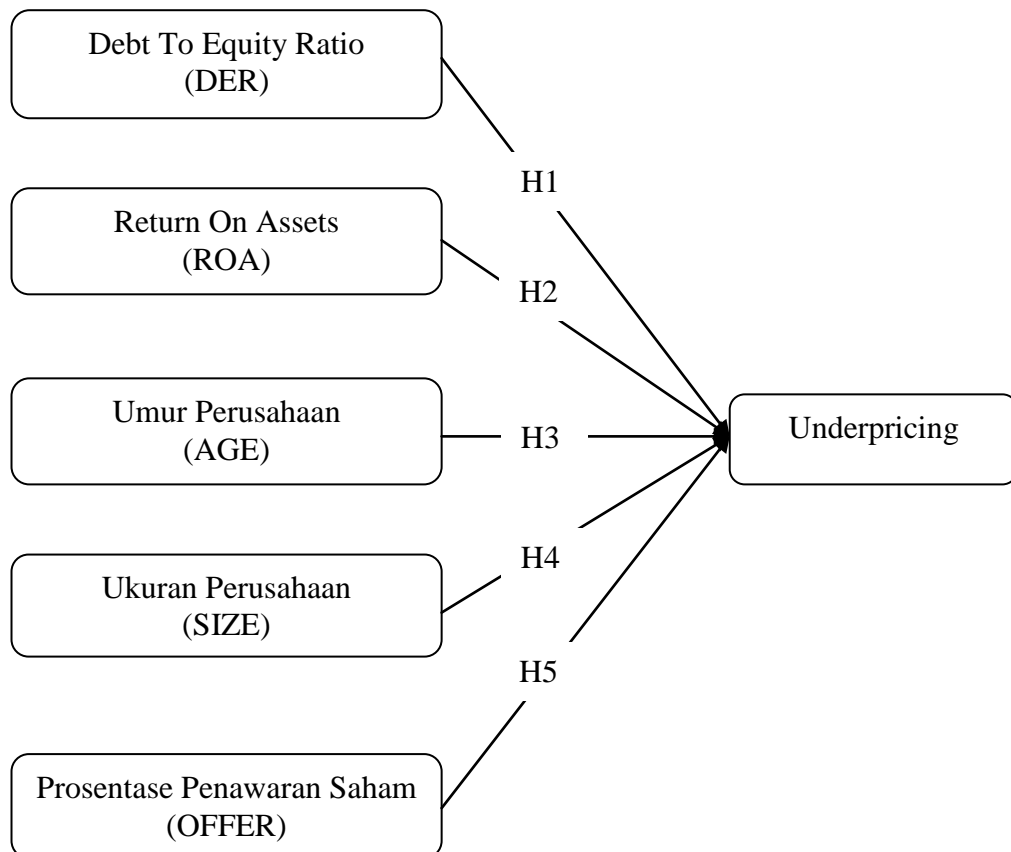 Debt To Equity Ratio
(DER)
H1
Return On Assets
(ROA)
H2
Umur Perusahaan
(AGE)
H3
Underpricing
Ukuran Perusahaan
(SIZE)
H4
H5
Prosentase Penawaran Saham
(OFFER)